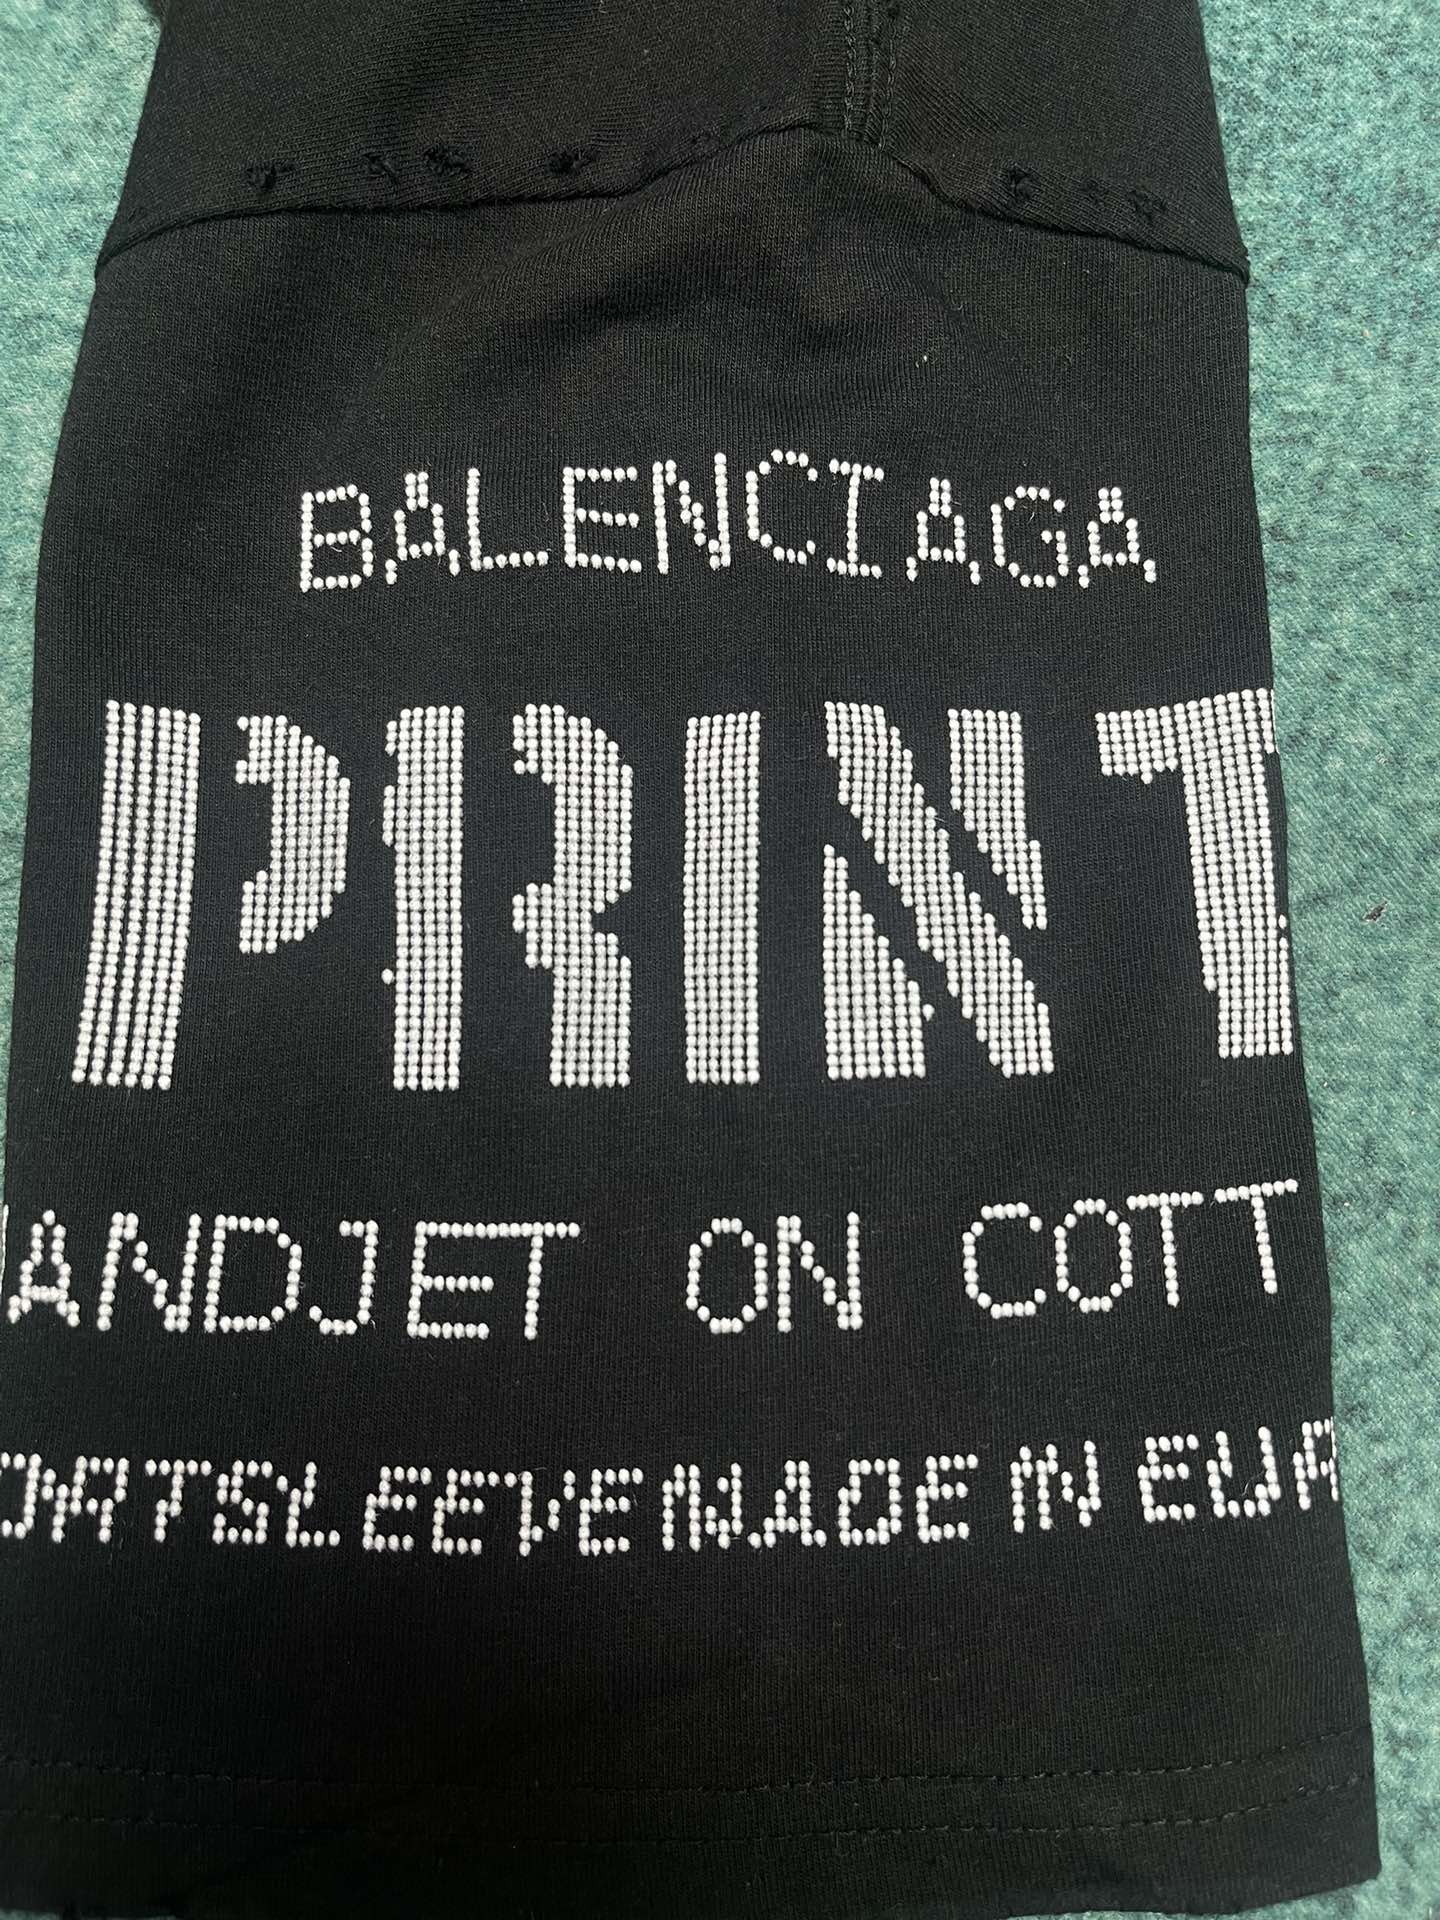 BALENCIAGA
PRINT
ANDJET ON COTT
ORTSLEEVE MADE IN EUR